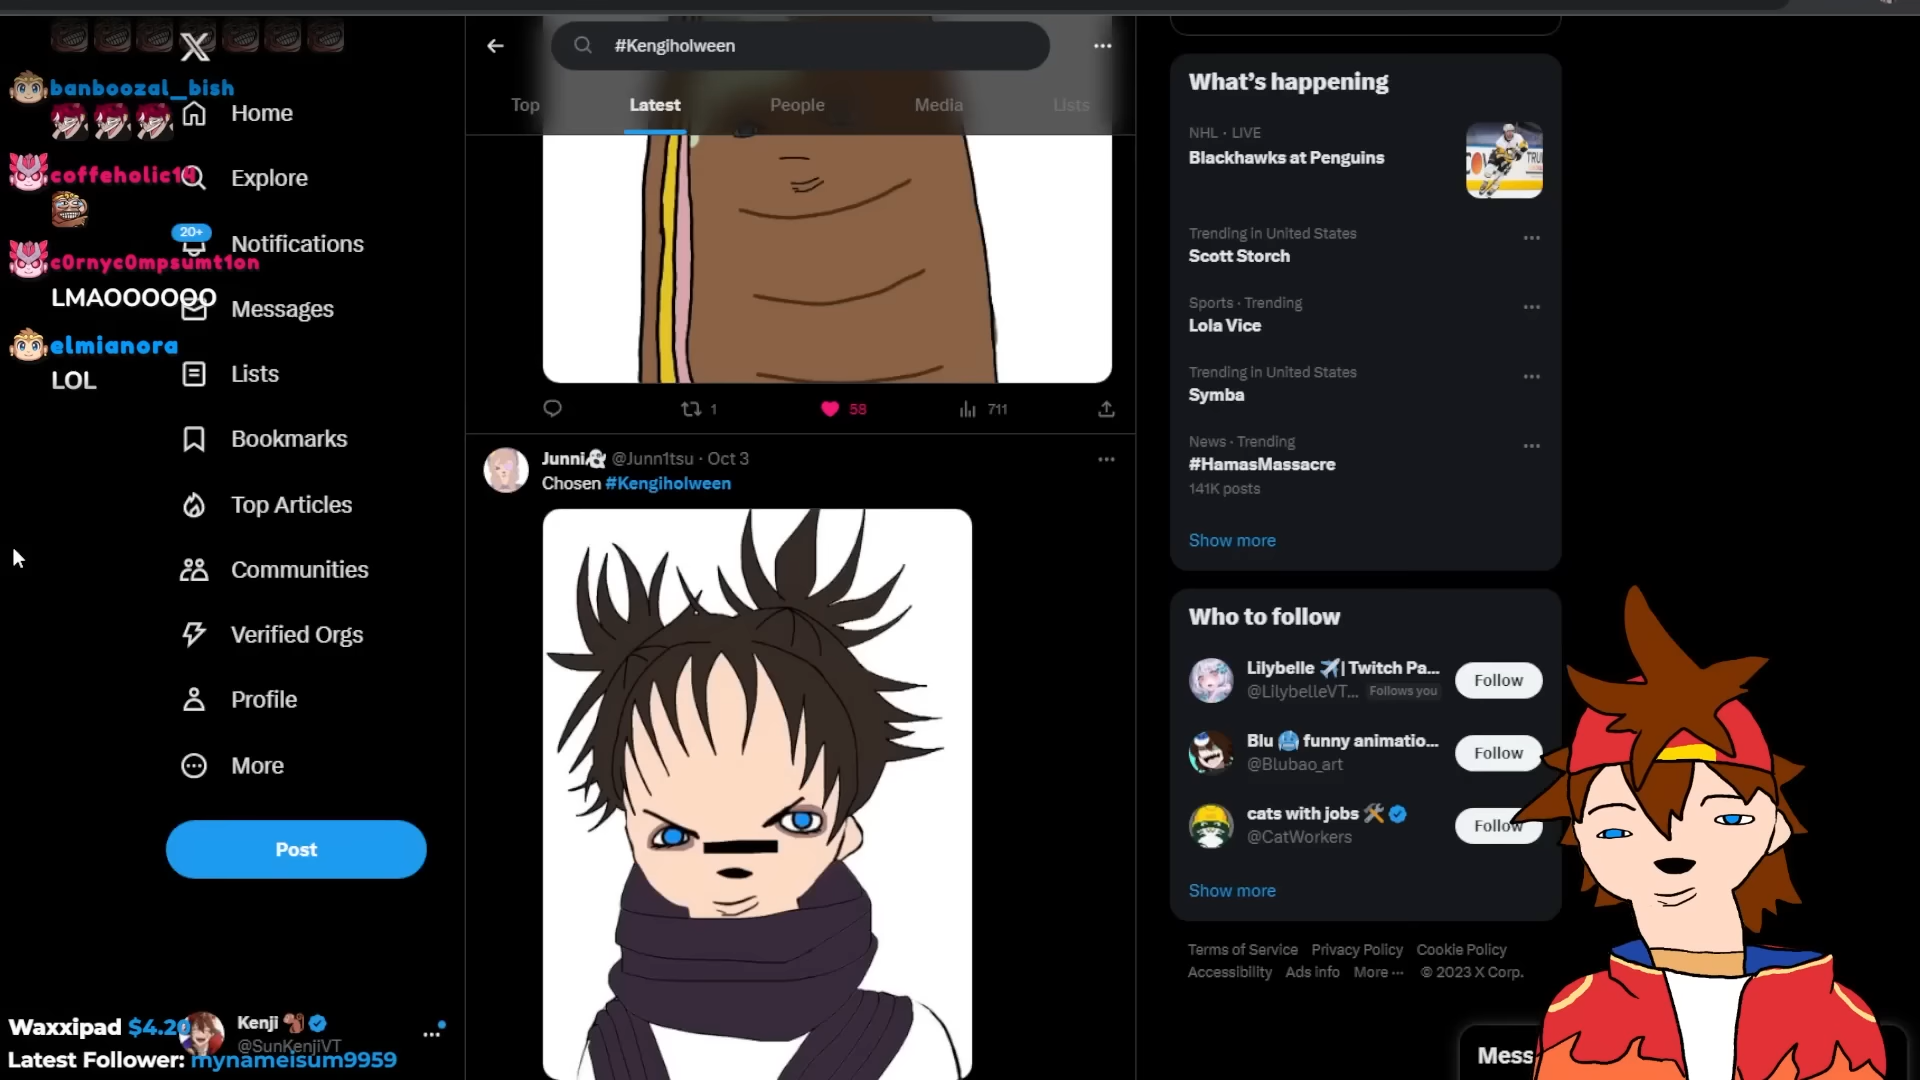 banboozal_bish
coffeholic14
c0rnyc0mpsumt1on
LMAOOOOOO
elmianora
LOL
Home
Explore
20+
Notifications
Messages
Lists
Bookmarks
Top Articles
Communities
Verified Orgs
Profile
More
Post
Kenji
@SunKenjiVT
Waxxipad $4.20
Latest Follower: mynameisum9959
#Kengiholween
Top
Latest
People
Media
Lists
1
58
711
Junni @Junn1tsu · Oct 3
Chosen #Kengiholween
What's happening
NHL · LIVE
Blackhawks at Penguins
Trending in United States
Scott Storch
Sports · Trending
Lola Vice
Trending in United States
Symba
News · Trending
#HamasMassacre
141K posts
Show more
Who to follow
Lilybelle ✈️| Twitch Pa...
@LilybelleVT... Follows you
Follow
Blu 🥶 funny animatio...
@Blubao_art
Follow
cats with jobs 🛠️
@CatWorkers
Follow
Show more
Terms of Service Privacy Policy Cookie Policy
Accessibility Ads info More ··· © 2023 X Corp.
Mess